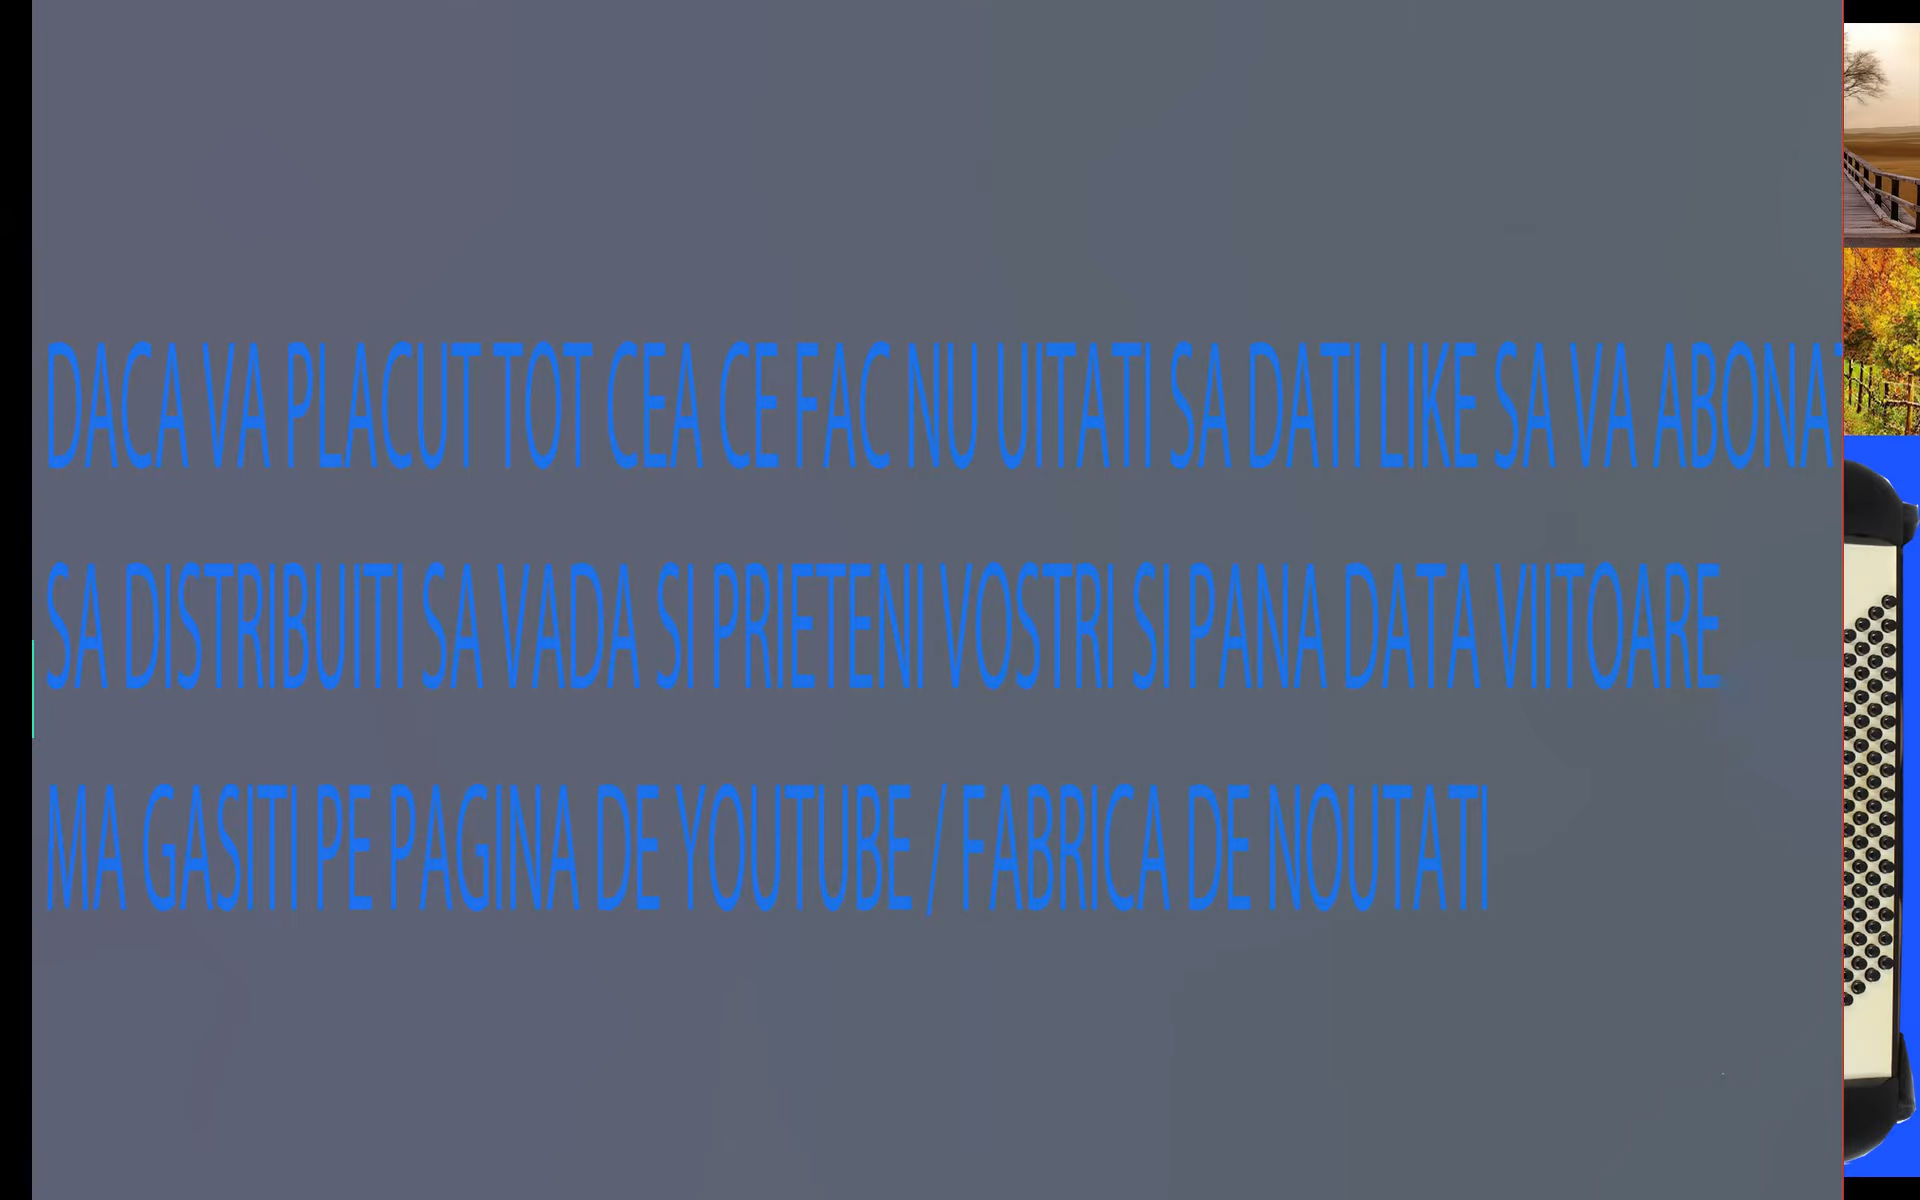 DACA VA PLACUT TOT CEA CE FAC NU UITATI SA DATI LIKE SA VA ABONAT
SA DISTRIBUITI SA VADA SI PRIETENI VOSTRI SI PANA DATA VIITOARE
MA GASITI PE PAGINA DE YOUTUBE / FABRICA DE NOUTATI